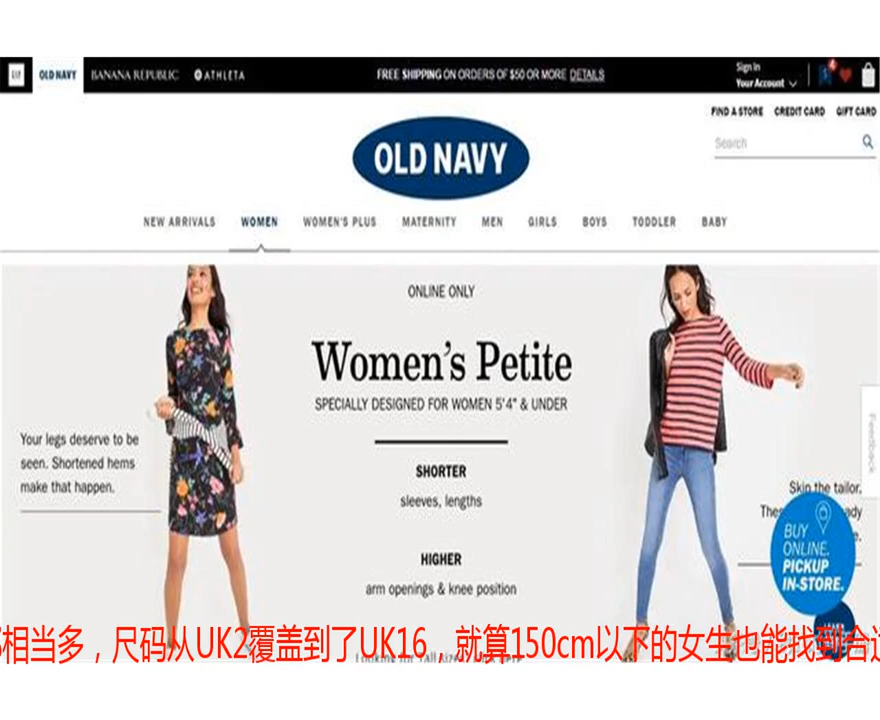 GAP OLD NAVY BANANA REPUBLIC ATHLETA FREE SHIPPING ON ORDERS OF $50 OR MORE DETAILS Sign In
Your Account 4
FIND A STORE CREDIT CARD GIFT CARD
Search
OLD NAVY
NEW ARRIVALS WOMEN WOMEN'S PLUS MATERNITY MEN GIRLS BOYS TODDLER BABY
ONLINE ONLY
Women's Petite
SPECIALLY DESIGNED FOR WOMEN 5'4" & UNDER
Your legs deserve to be
seen. Shortened hems
make that happen.
SHORTER
sleeves, lengths
HIGHER
arm openings & knee position
Skip the tailor.
Feedback
BUY
ONLINE.
PICKUP
IN-STORE.
相当多，尺码从UK2覆盖到了UK16，就算150cm以下的女生也能找到合适